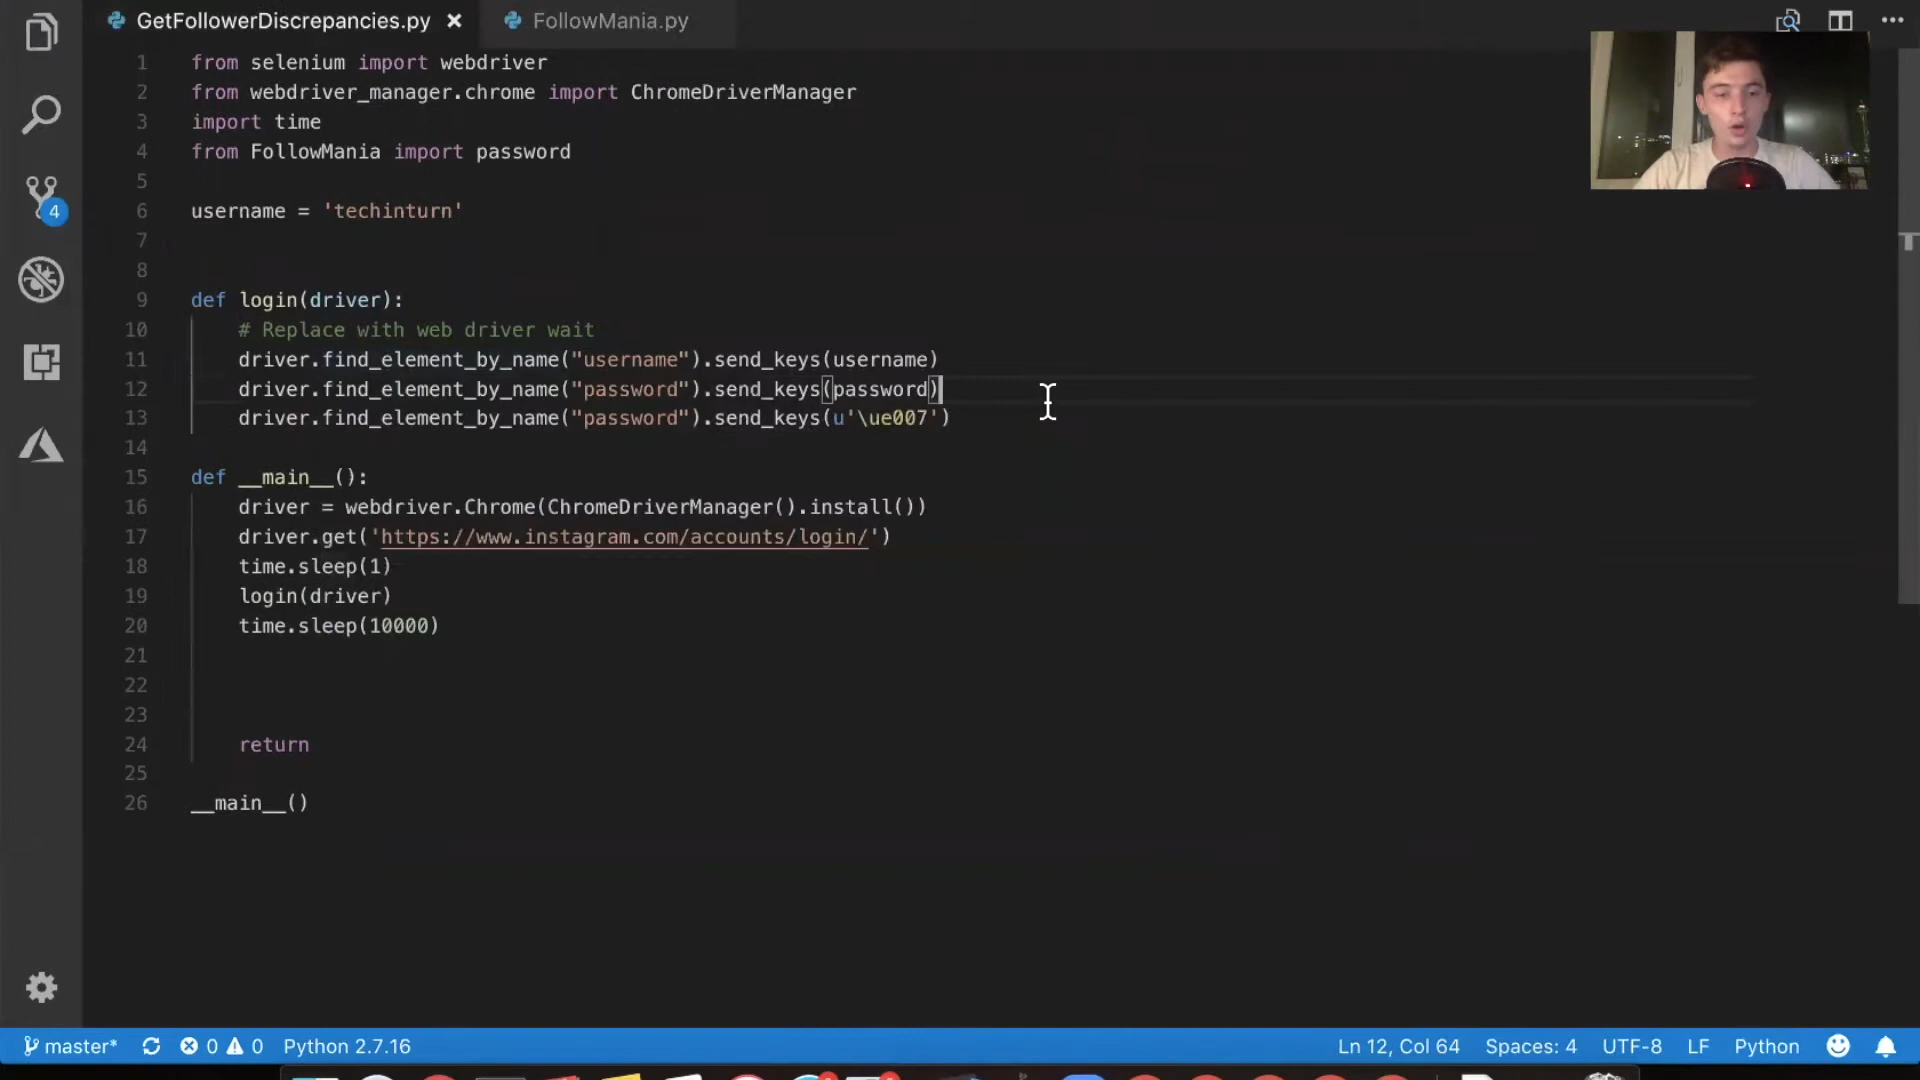 GetFollowerDiscrepancies.py
FollowMania.py
1 from selenium import webdriver
2 from webdriver_manager.chrome import ChromeDriverManager
3 import time
4 from FollowMania import password
5
6 username = 'techinturn'
7
8
9 def login(driver):
10 # Replace with web driver wait
11 driver.find_element_by_name("username").send_keys(username)
12 driver.find_element_by_name("password").send_keys(password)
13 driver.find_element_by_name("password").send_keys(u'\ue007')
14
15 def __main__():
16 driver = webdriver.Chrome(ChromeDriverManager().install())
17 driver.get('https://www.instagram.com/accounts/login/')
18 time.sleep(1)
19 login(driver)
20 time.sleep(10000)
21
22
23
24 return
25
26 __main__()
4
master* 0 0 Python 2.7.16 Ln 12, Col 64 Spaces: 4 UTF-8 LF Python